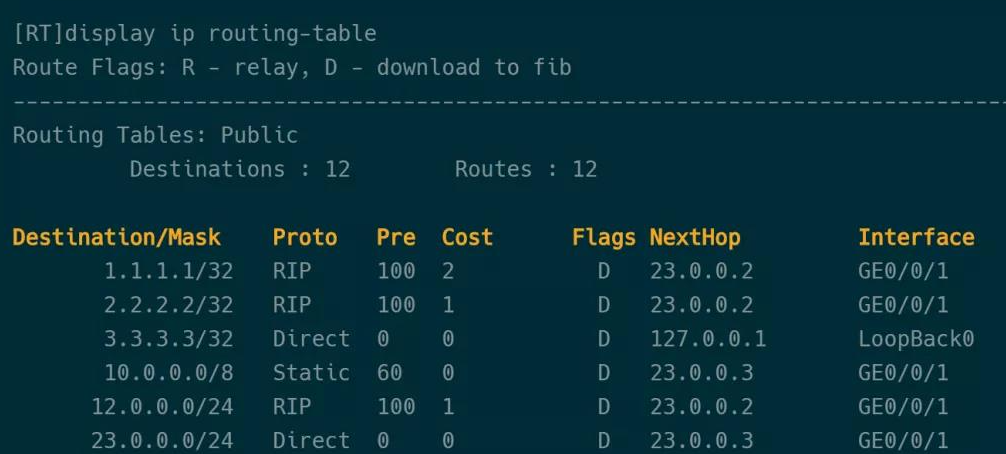 [RT]display ip routing-table
Route Flags: R - relay, D - download to fib
------------------------------------------------------------------------------
Routing Tables: Public
Destinations : 12 Routes : 12
Destination/Mask Proto Pre Cost Flags NextHop Interface
1.1.1.1/32 RIP 100 2 D 23.0.0.2 GE0/0/1
2.2.2.2/32 RIP 100 1 D 23.0.0.2 GE0/0/1
3.3.3.3/32 Direct 0 0 D 127.0.0.1 LoopBack0
10.0.0.0/8 Static 60 0 D 23.0.0.3 GE0/0/1
12.0.0.0/24 RIP 100 1 D 23.0.0.2 GE0/0/1
23.0.0.0/24 Direct 0 0 D 23.0.0.3 GE0/0/1